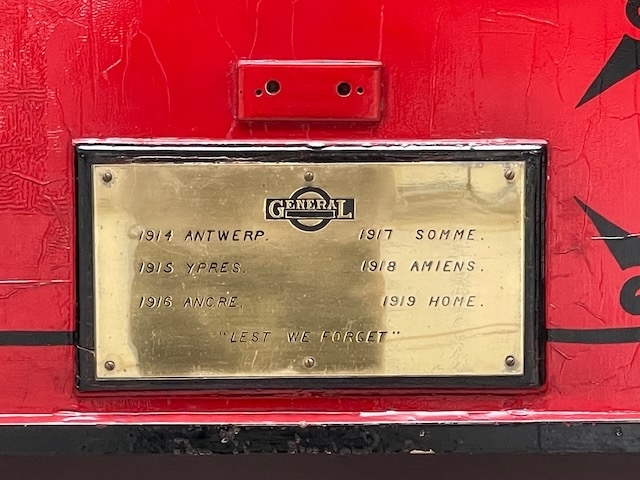 GENERAL
1914 ANTWERP. 1917 SOMME.
1915 YPRES. 1918 AMIENS.
1916 ANCRE. 1919 HOME.
"LEST WE FORGET"